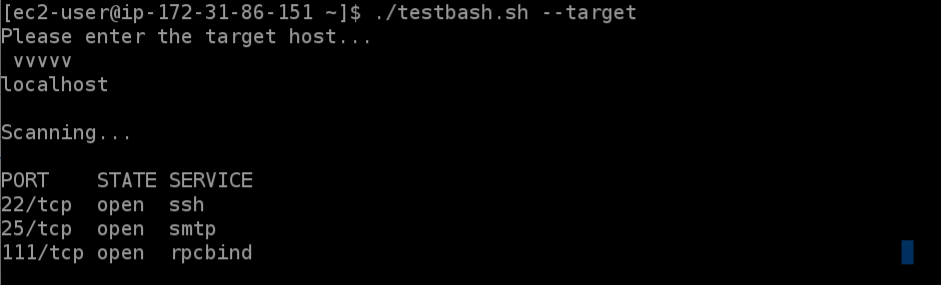 [ec2-user@ip-172-31-86-151 ~]$ ./testbash.sh --target
Please enter the target host...
 vvvvv
localhost

Scanning...

PORT    STATE SERVICE
22/tcp  open  ssh
25/tcp  open  smtp
111/tcp open  rpcbind